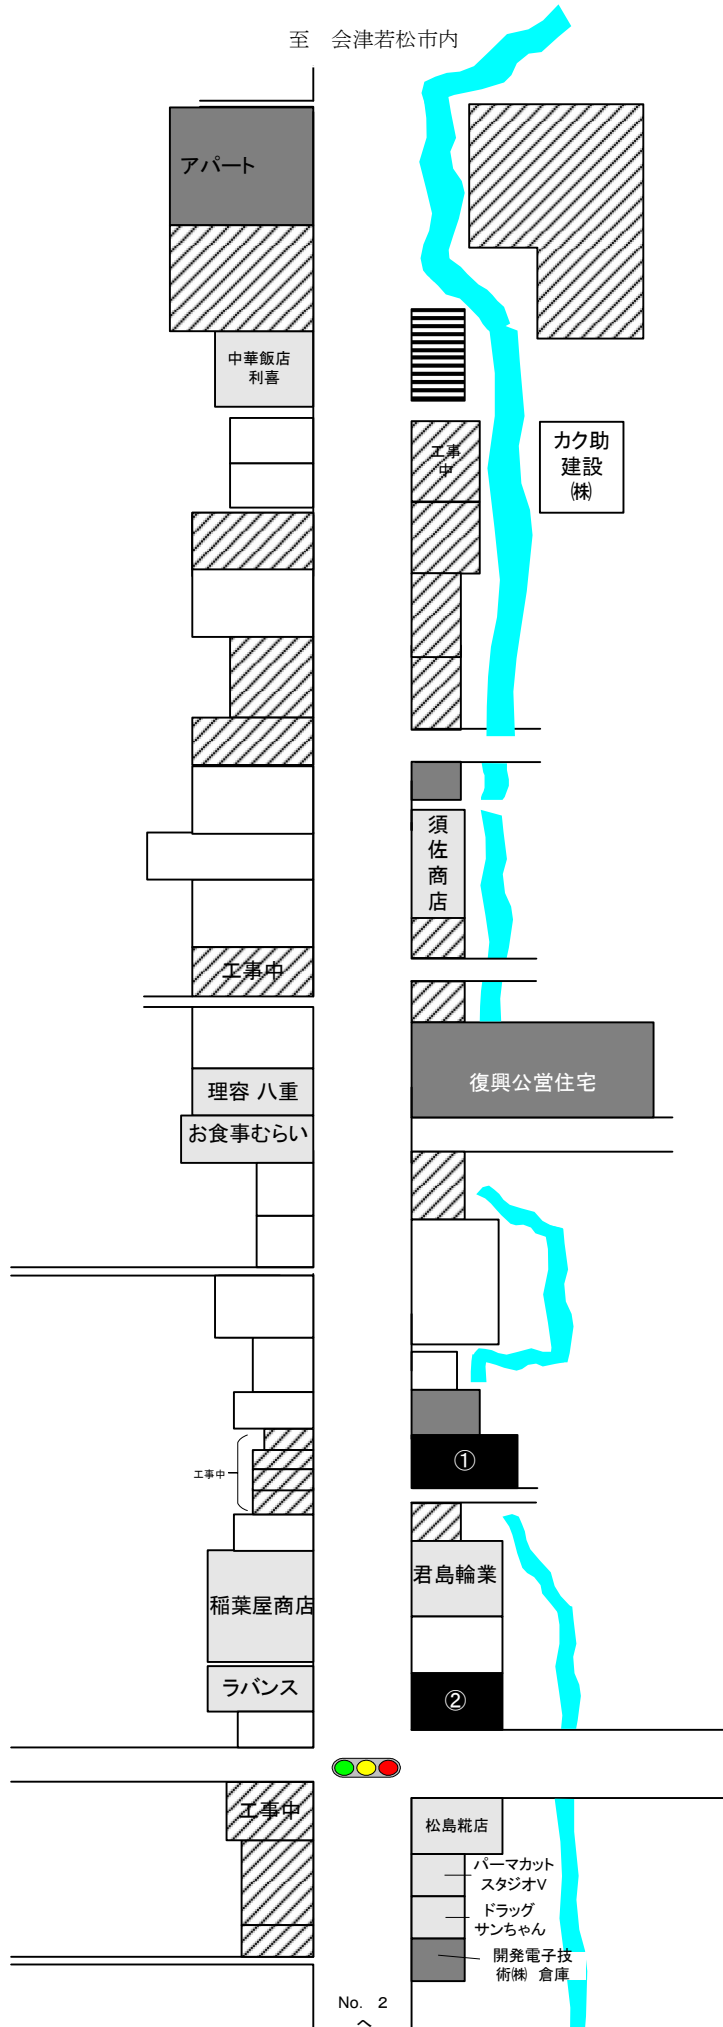 至　会津若松市内
アパート
中華飯店
利喜
工事
中
カク助
建設
㈱
須
佐
商
店
工事中
復興公営住宅
理容 八重
お食事むらい
①
工事中
君島輪業
稲葉屋商店
ラバンス
②
工事中
松島糀店
パーマカット
スタジオV
ドラッグ
サンちゃん
開発電子技
術㈱ 倉庫
No. 2
へ